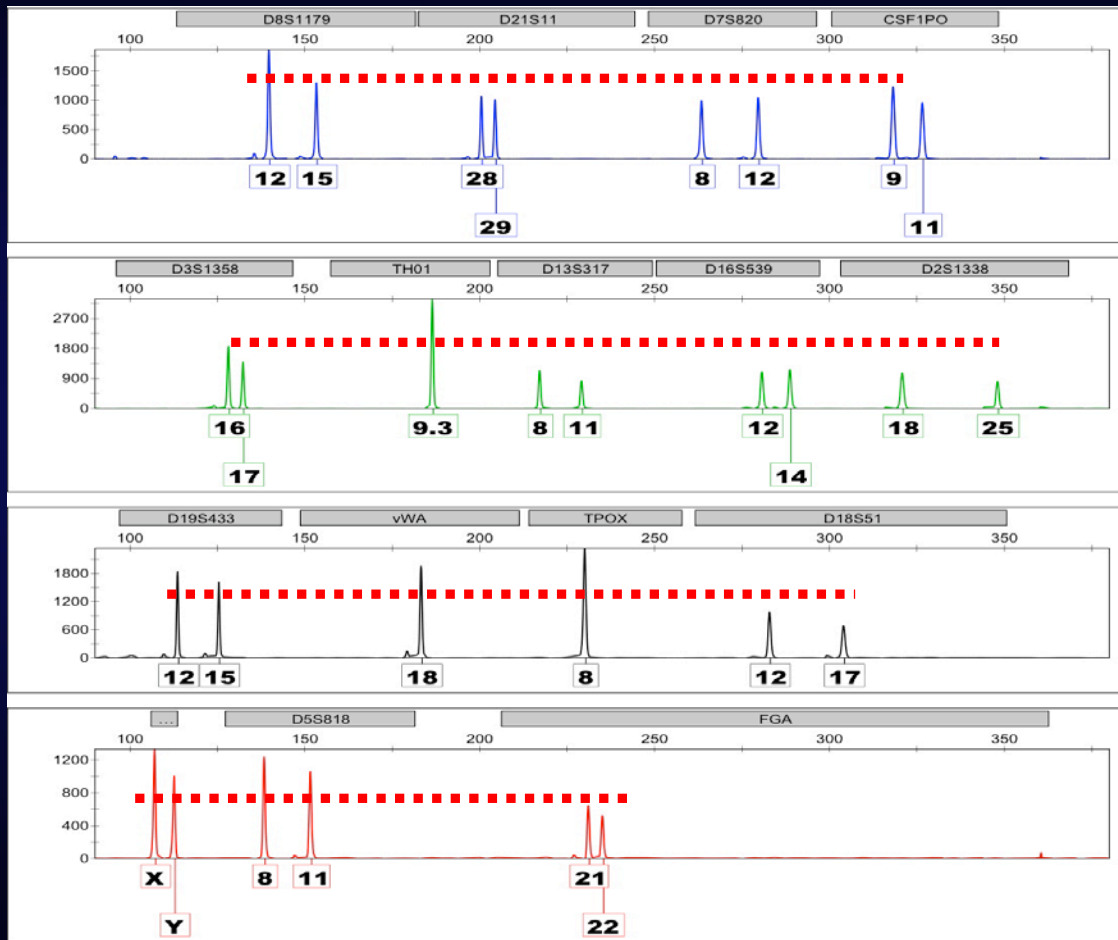 D8S1179 D21S11 D7S820 CSF1PO
100 150 200 250 300 350
1500
1000
500
0
12 15 28 8 12 9
29 11
D3S1358 TH01 D13S317 D16S539 D2S1338
100 150 200 250 300 350
2700
1800
900
0
16 9.3 8 11 12 18 25
17 14
D19S433 vWA TPOX D18S51
100 150 200 250 300 350
1800
1200
600
0
12 15 18 8 12 17
... D5S818 FGA
100 150 200 250 300 350
1200
800
400
0
X 8 11 21
Y 22